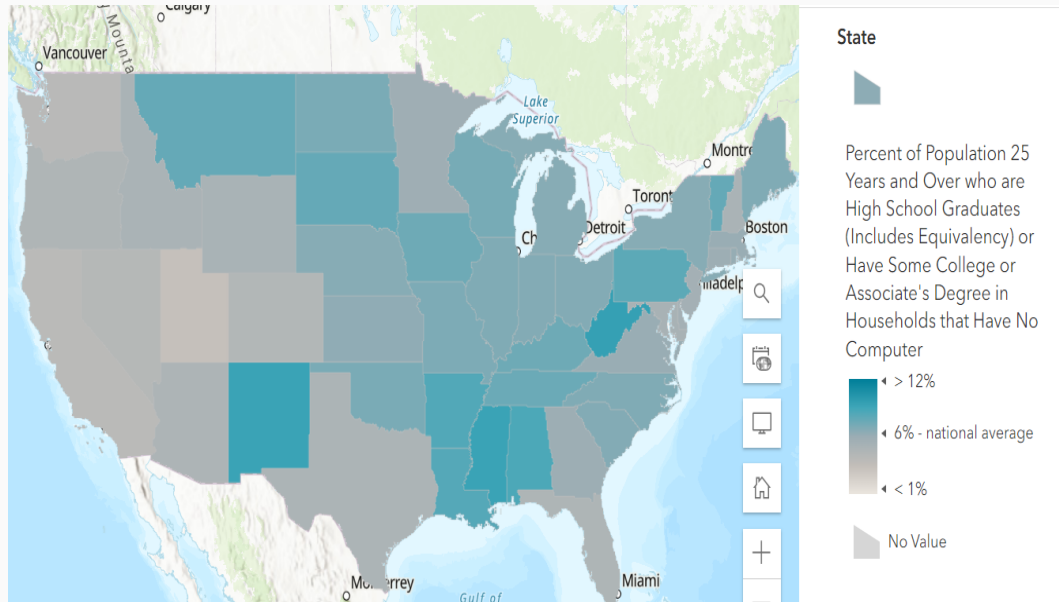 Calgary
Mounta
Vancouver
Lake
Superior
Montre
Toront
Detroit
Ch
Boston
iladelp
Miami
Gulf of
State
Percent of Population 25
Years and Over who are
High School Graduates
(Includes Equivalency) or
Have Some College or
Associate's Degree in
Households that Have No
Computer
> 12%
6% - national average
< 1%
No Value